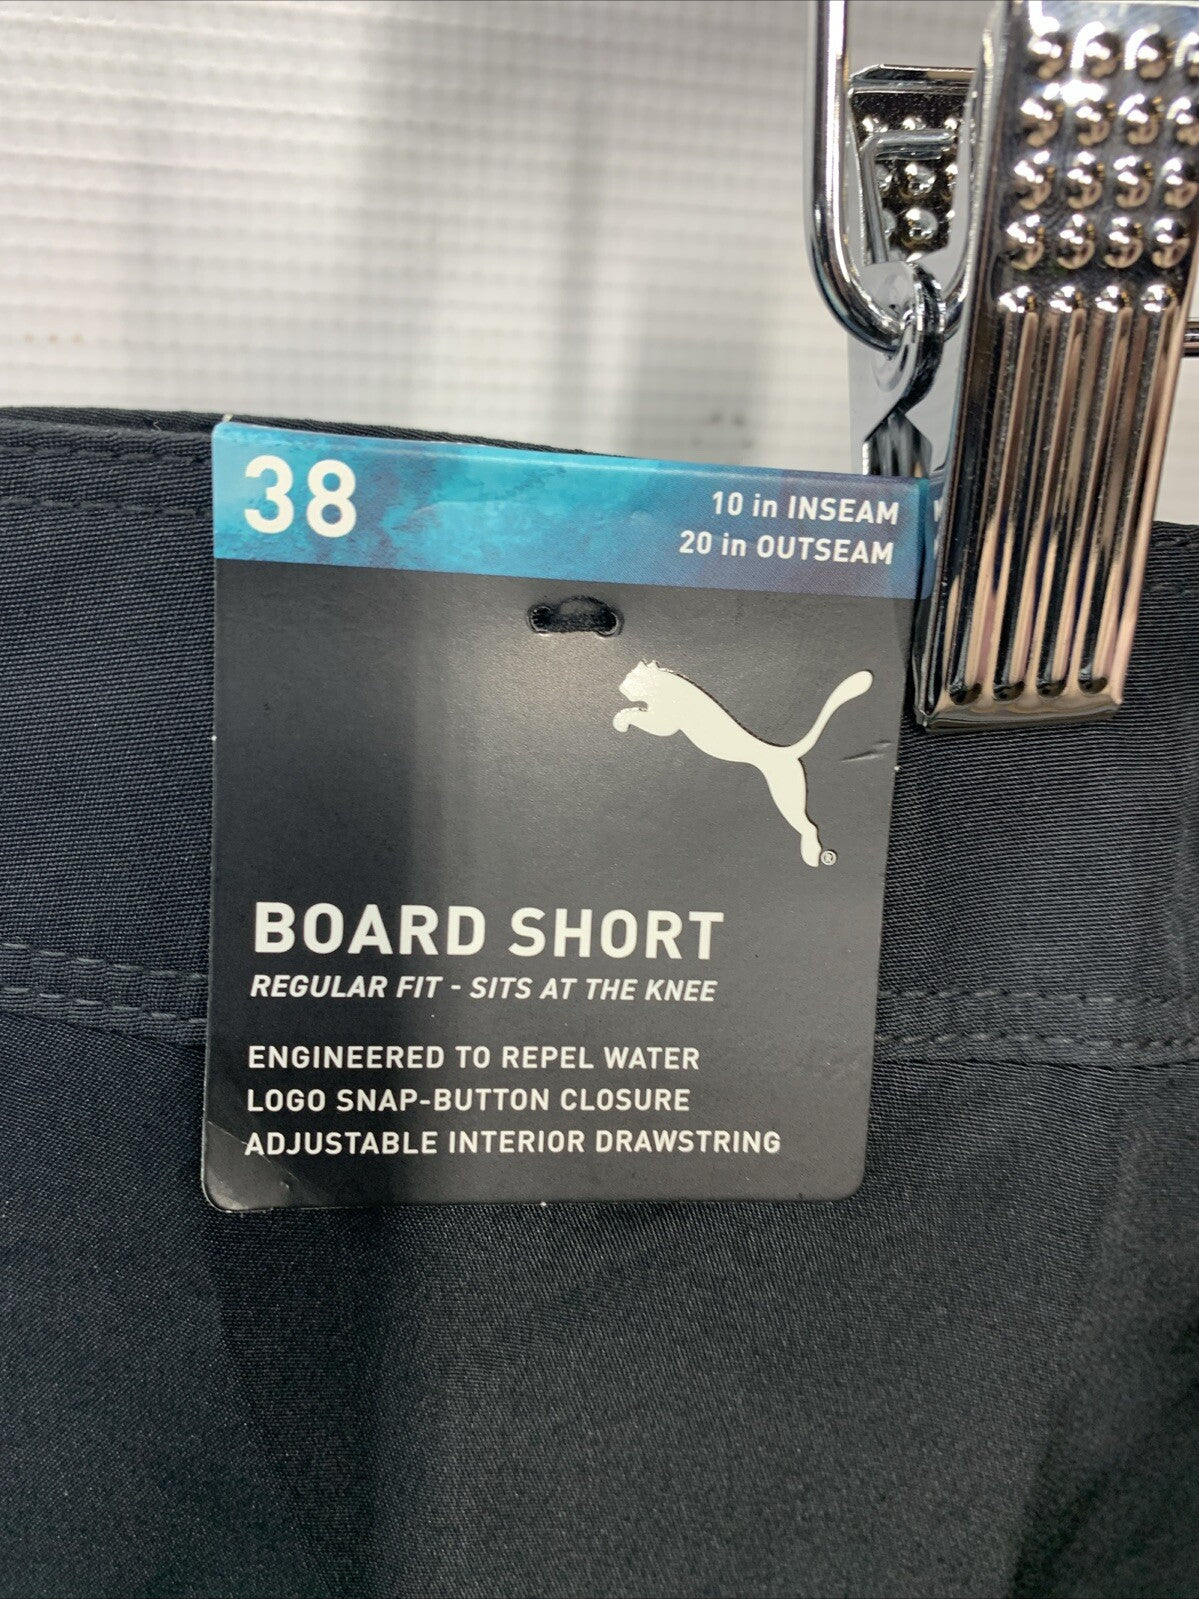 38
10 in INSEAM
20 in OUTSEAM
®
BOARD SHORT
REGULAR FIT - SITS AT THE KNEE
ENGINEERED TO REPEL WATER
LOGO SNAP-BUTTON CLOSURE
ADJUSTABLE INTERIOR DRAWSTRING